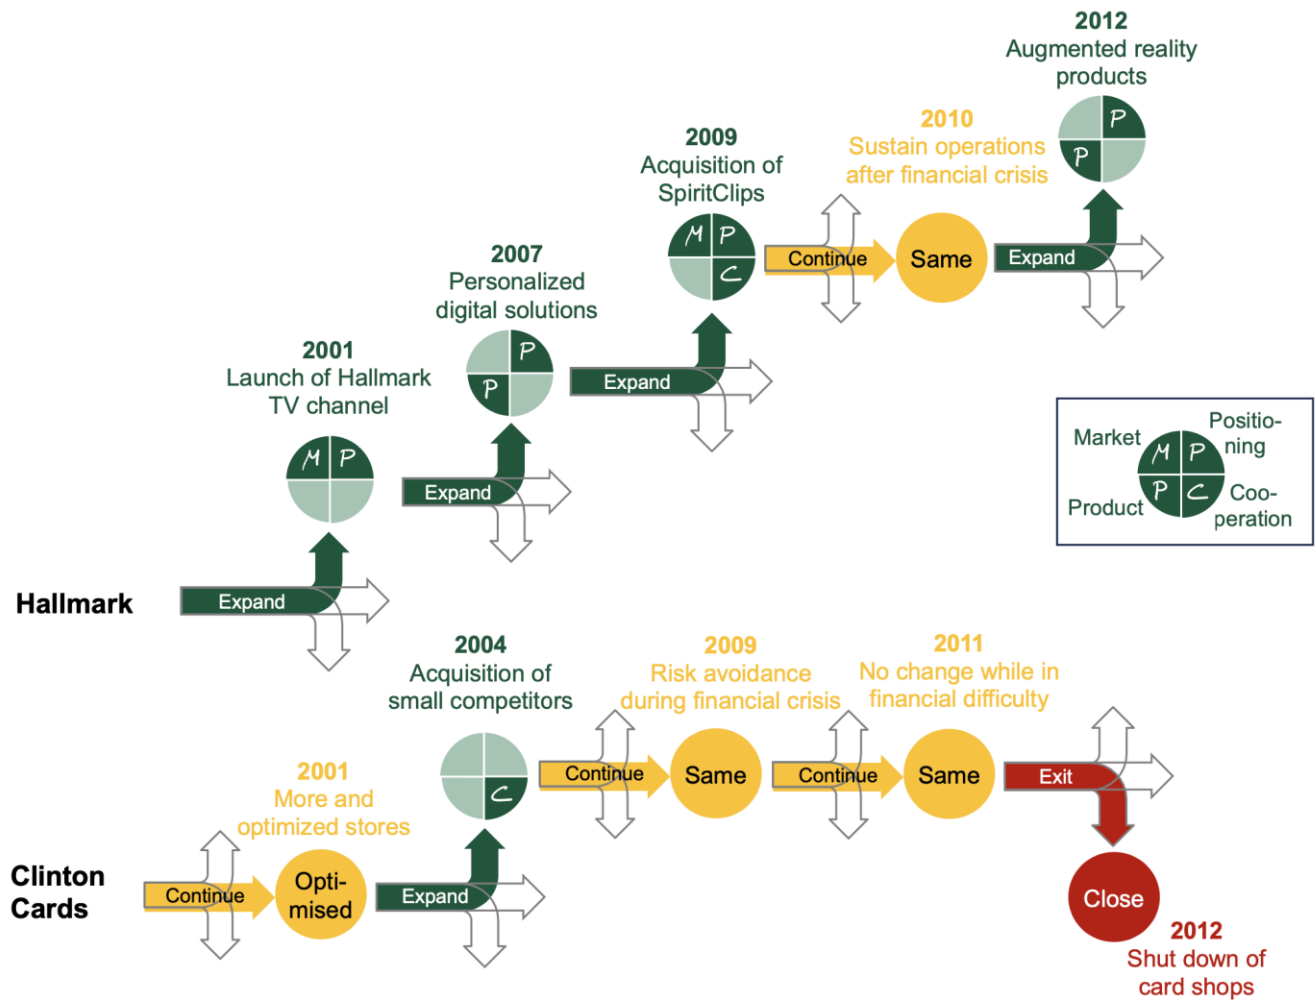 2012
Augmented reality
products
P
P
2010
Sustain operations
after financial crisis
2009
Acquisition of
SpiritClips
M P
C
Continue
Same
Expand
2007
Personalized
digital solutions
P
P
Expand
2001
Launch of Hallmark
TV channel
M P
Expand
Hallmark
Expand
Market
Positio-
ning
M P
P C
Product
Coo-
peration
2004
Acquisition of
small competitors
C
2009
Risk avoidance
during financial crisis
2011
No change while in
financial difficulty
Continue
Same
Continue
Same
Exit
2001
More and
optimized stores
Clinton
Cards
Continue
Opti-
mised
Expand
Close
2012
Shut down of
card shops